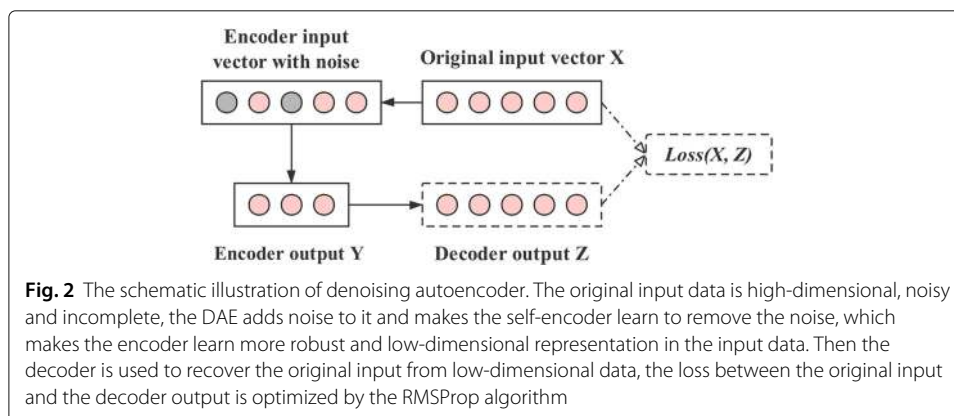 Encoder input
vector with noise
Original input vector X
Loss(X, Z)
Encoder output Y
Decoder output Z
Fig. 2 The schematic illustration of denoising autoencoder. The original input data is high-dimensional, noisy
and incomplete, the DAE adds noise to it and makes the self-encoder learn to remove the noise, which
makes the encoder learn more robust and low-dimensional representation in the input data. Then the
decoder is used to recover the original input from low-dimensional data, the loss between the original input
and the decoder output is optimized by the RMSProp algorithm